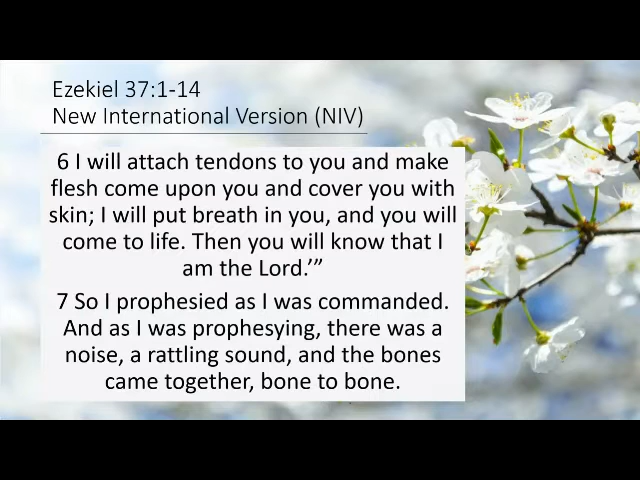 Ezekiel 37:1-14
New International Version (NIV)
6 I will attach tendons to you and make
flesh come upon you and cover you with
skin; I will put breath in you, and you will
come to life. Then you will know that I
am the Lord.’”
7 So I prophesied as I was commanded.
And as I was prophesying, there was a
noise, a rattling sound, and the bones
came together, bone to bone.